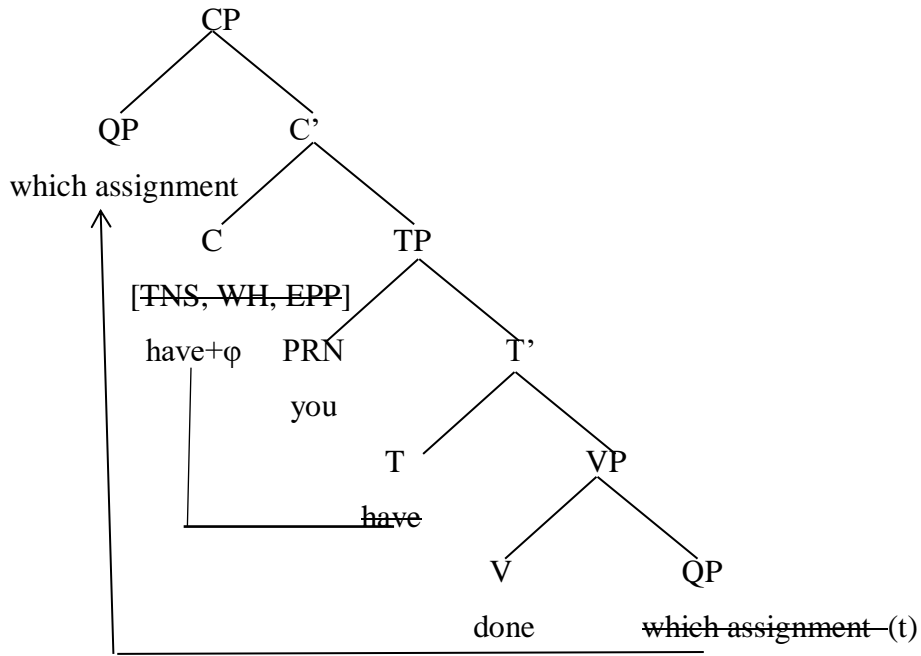 CP
QP C’
which assignment
C TP
[TNS, WH, EPP]
have+φ PRN T’
you
T VP
have
V QP
done which assignment (t)